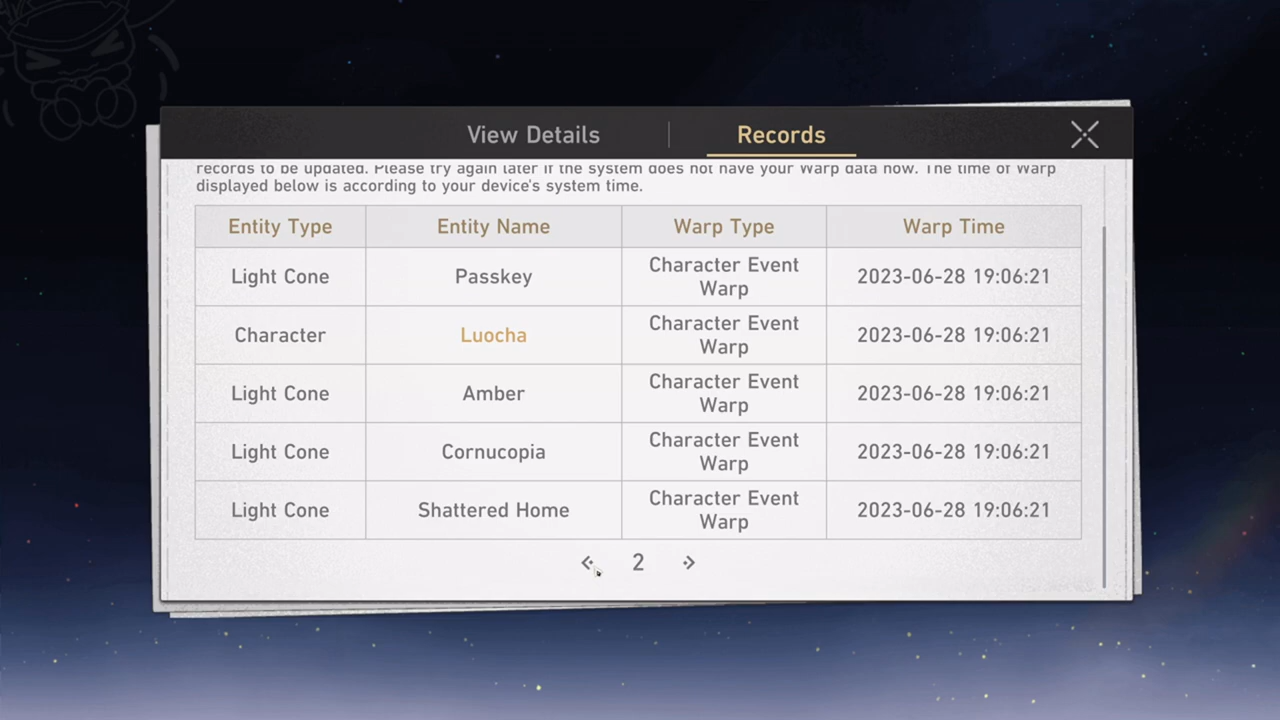 View Details
Records
records to be updated. Please try again later if the system does not have your Warp data now. The time of Warp
displayed below is according to your device's system time.
Entity Type Entity Name Warp Type Warp Time
Light Cone Passkey Character Event Warp 2023-06-28 19:06:21
Character Luocha Character Event Warp 2023-06-28 19:06:21
Light Cone Amber Character Event Warp 2023-06-28 19:06:21
Light Cone Cornucopia Character Event Warp 2023-06-28 19:06:21
Light Cone Shattered Home Character Event Warp 2023-06-28 19:06:21
2